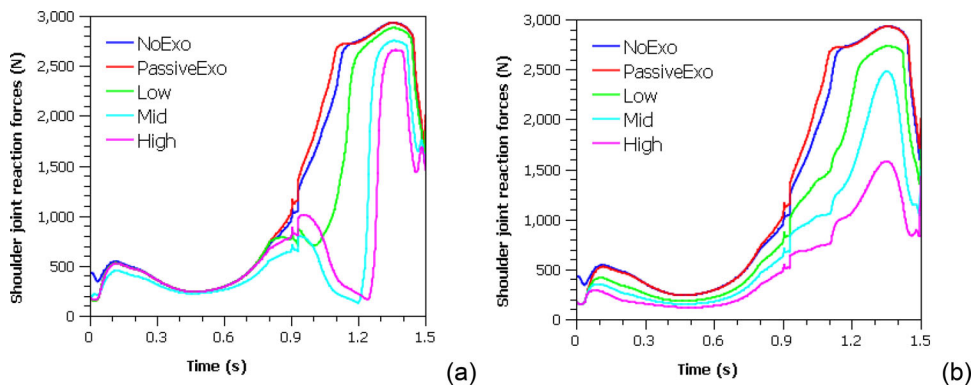 Shoulder joint reaction forces (N)
3,000
2,500
2,000
1,500
1,000
500
0
NoExo
PassiveExo
Low
Mid
High
0 0.3 0.6 0.9 1.2 1.5
Time (s)
(a)
Shoulder joint reaction forces (N)
3,000
2,500
2,000
1,500
1,000
500
0
NoExo
PassiveExo
Low
Mid
High
0 0.3 0.6 0.9 1.2 1.5
Time (s)
(b)